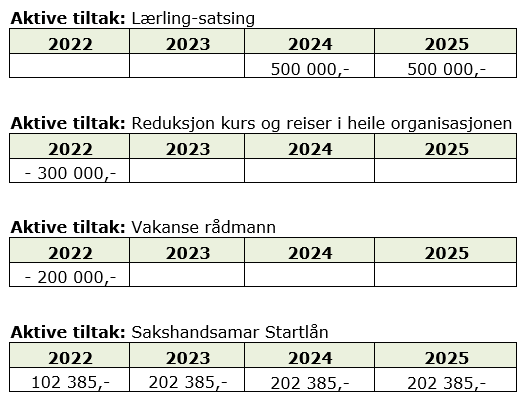 Aktive tiltak: Lærling-satsing
2022 2023 2024 2025
500 000,- 500 000,-
Aktive tiltak: Reduksjon kurs og reiser i heile organisasjonen
2022 2023 2024 2025
- 300 000,-
Aktive tiltak: Vakanse rådmann
2022 2023 2024 2025
- 200 000,-
Aktive tiltak: Sakshandsamar Startlån
2022 2023 2024 2025
102 385,- 202 385,- 202 385,- 202 385,-